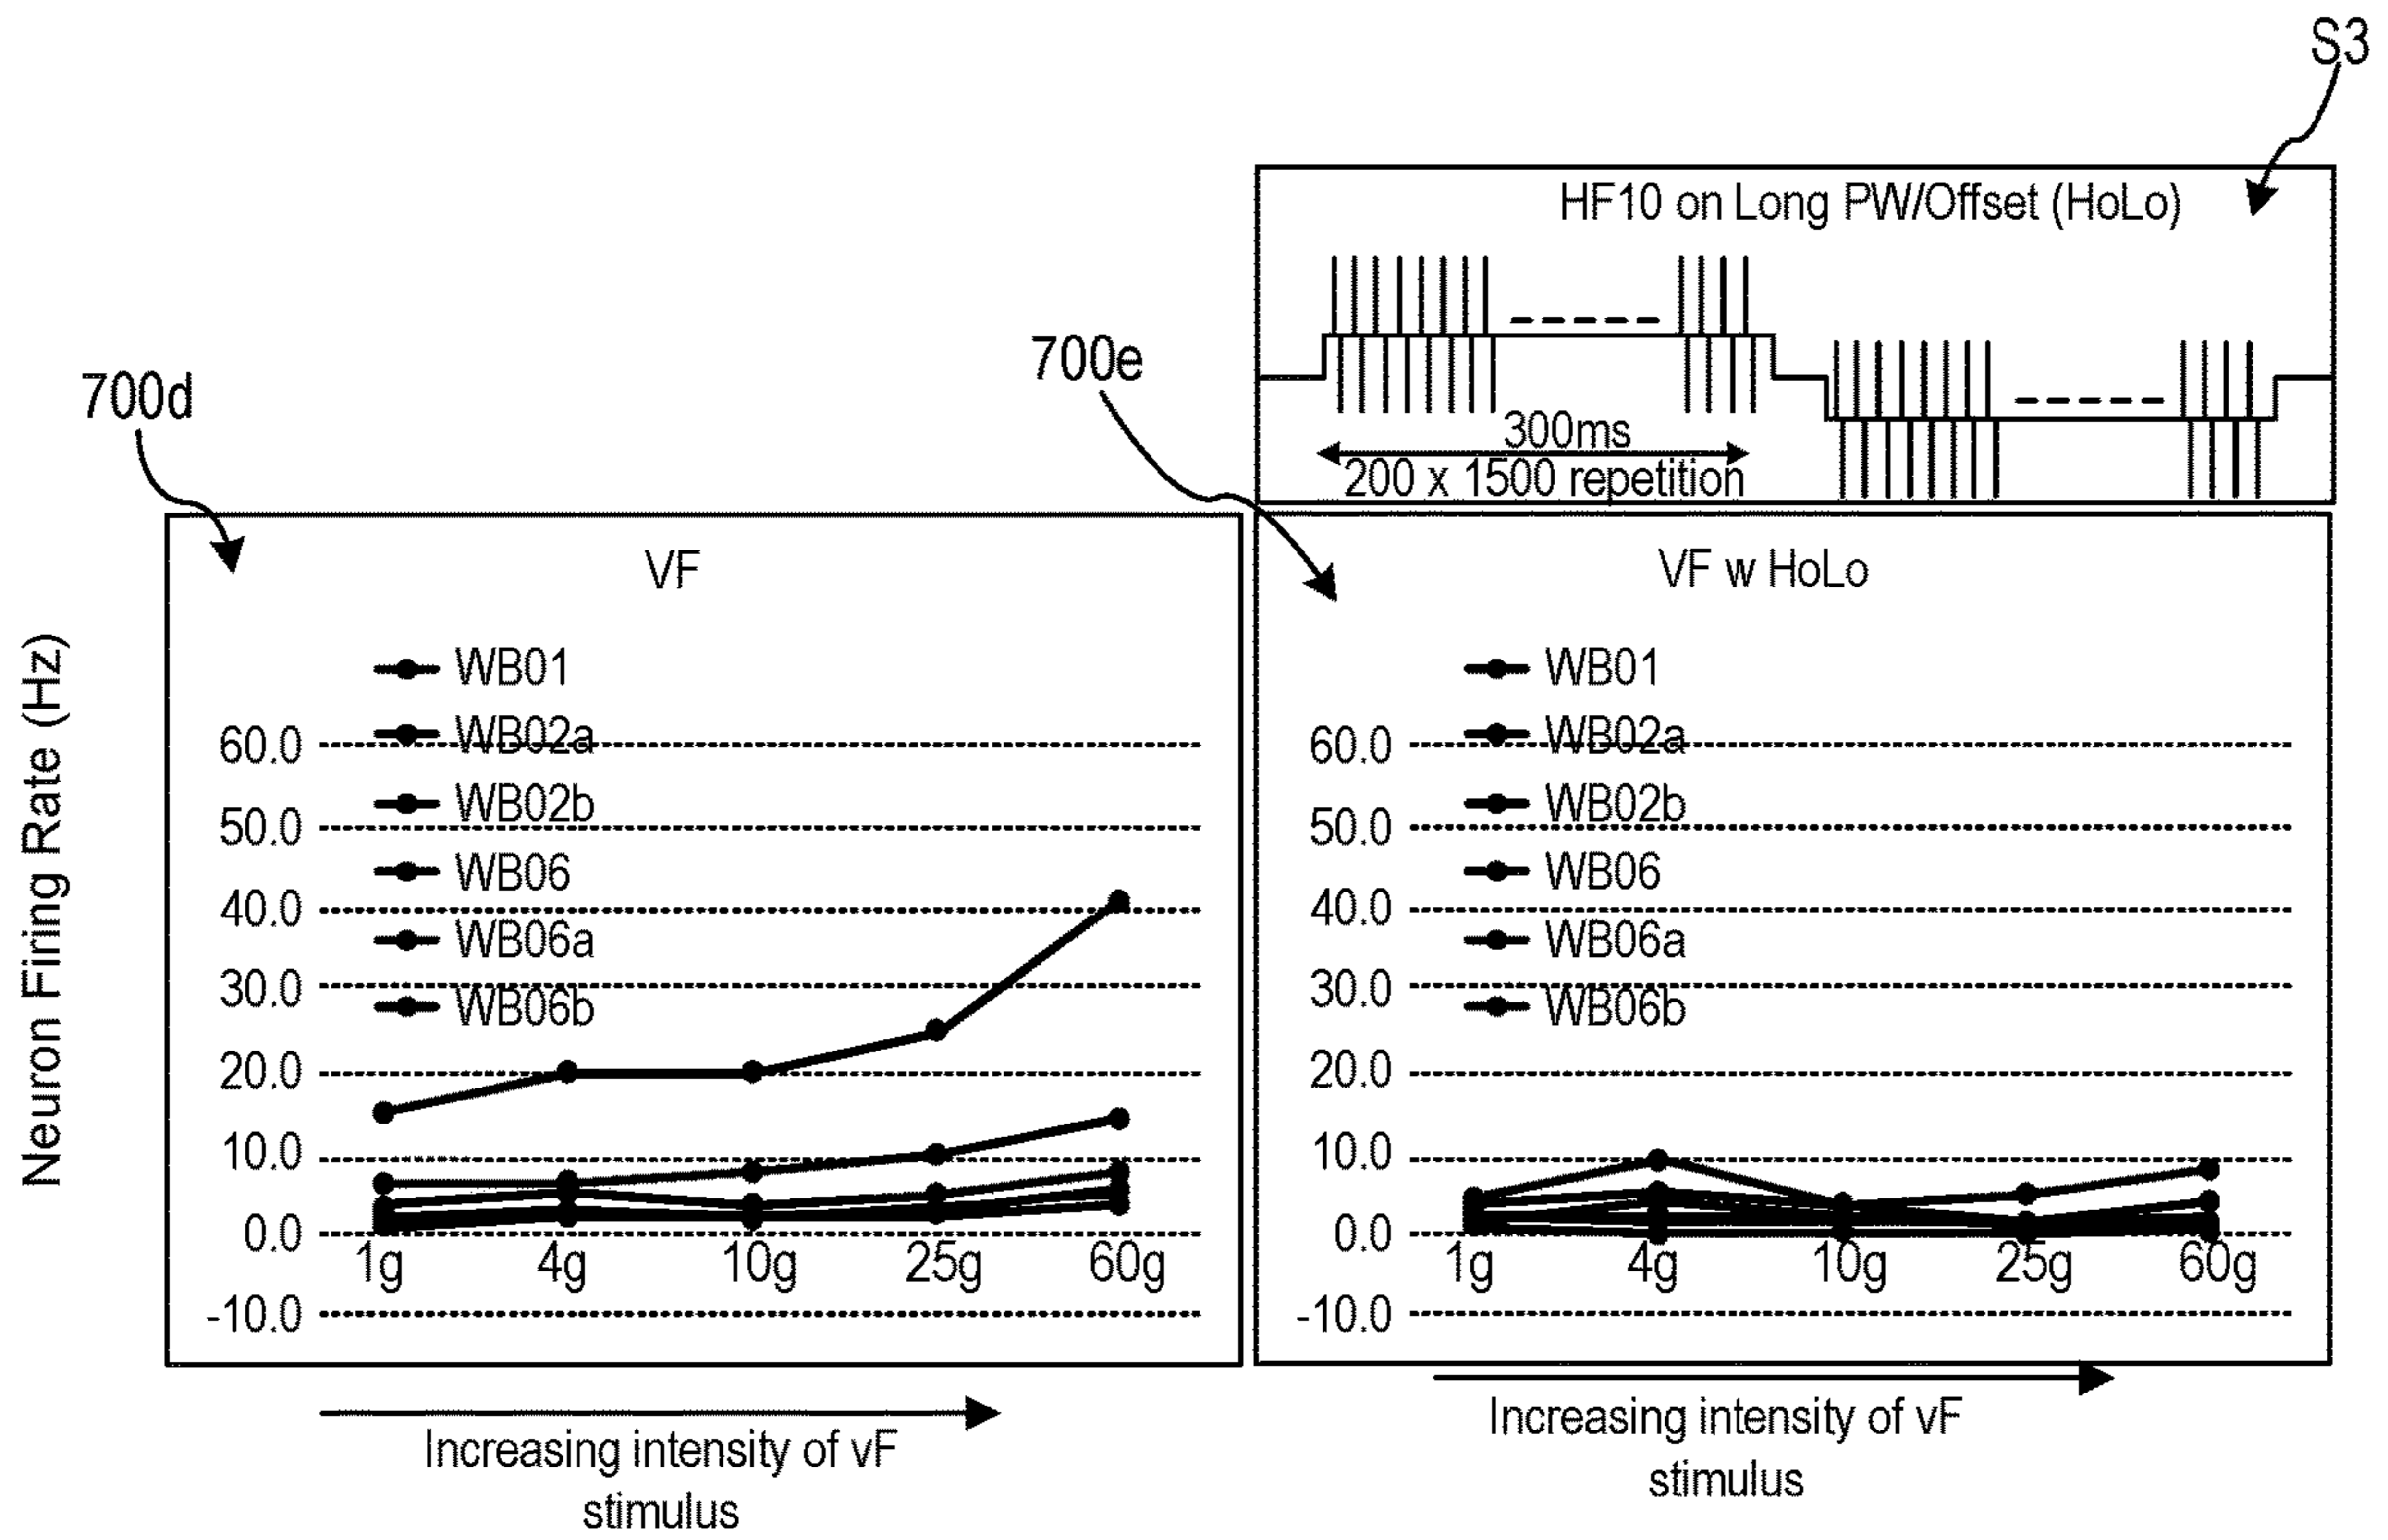 S3
HF10 on Long PW/Offset (HoLo)
300ms
200 x 1500 repetition
700d
700e
Neuron Firing Rate (Hz)
VF
WB01
WB02a
WB02b
WB06
WB06a
WB06b
60.0
50.0
40.0
30.0
20.0
10.0
0.0
-10.0
1g 4g 10g 25g 60g
Increasing intensity of vF
stimulus
VF w HoLo
WB01
WB02a
WB02b
WB06
WB06a
WB06b
60.0
50.0
40.0
30.0
20.0
10.0
0.0
-10.0
1g 4g 10g 25g 60g
Increasing intensity of vF
stimulus